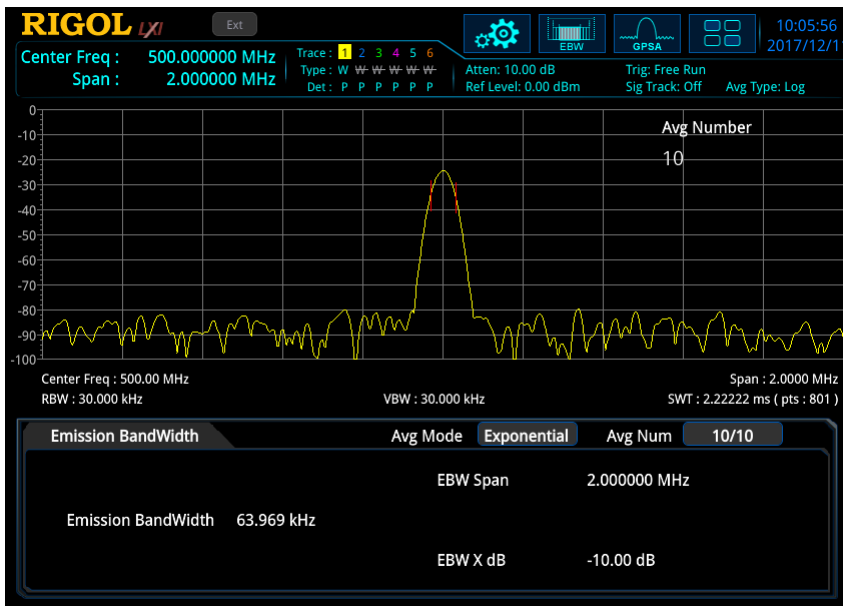 RIGOL LXI Ext EBW GPSA 10:05:56
2017/12/1
Center Freq : 500.000000 MHz
Span : 2.000000 MHz
Trace : 1 2 3 4 5 6
Type : W W W W W W
Det : P P P P P P
Atten: 10.00 dB Trig: Free Run
Ref Level: 0.00 dBm Sig Track: Off Avg Type: Log
0
-10
-20
-30
-40
-50
-60
-70
-80
-90
-100
Avg Number
10
Center Freq : 500.00 MHz Span : 2.0000 MHz
RBW : 30.000 kHz VBW : 30.000 kHz SWT : 2.22222 ms ( pts : 801 )
Emission BandWidth Avg Mode Exponential Avg Num 10/10
EBW Span 2.000000 MHz
Emission BandWidth 63.969 kHz
EBW X dB -10.00 dB